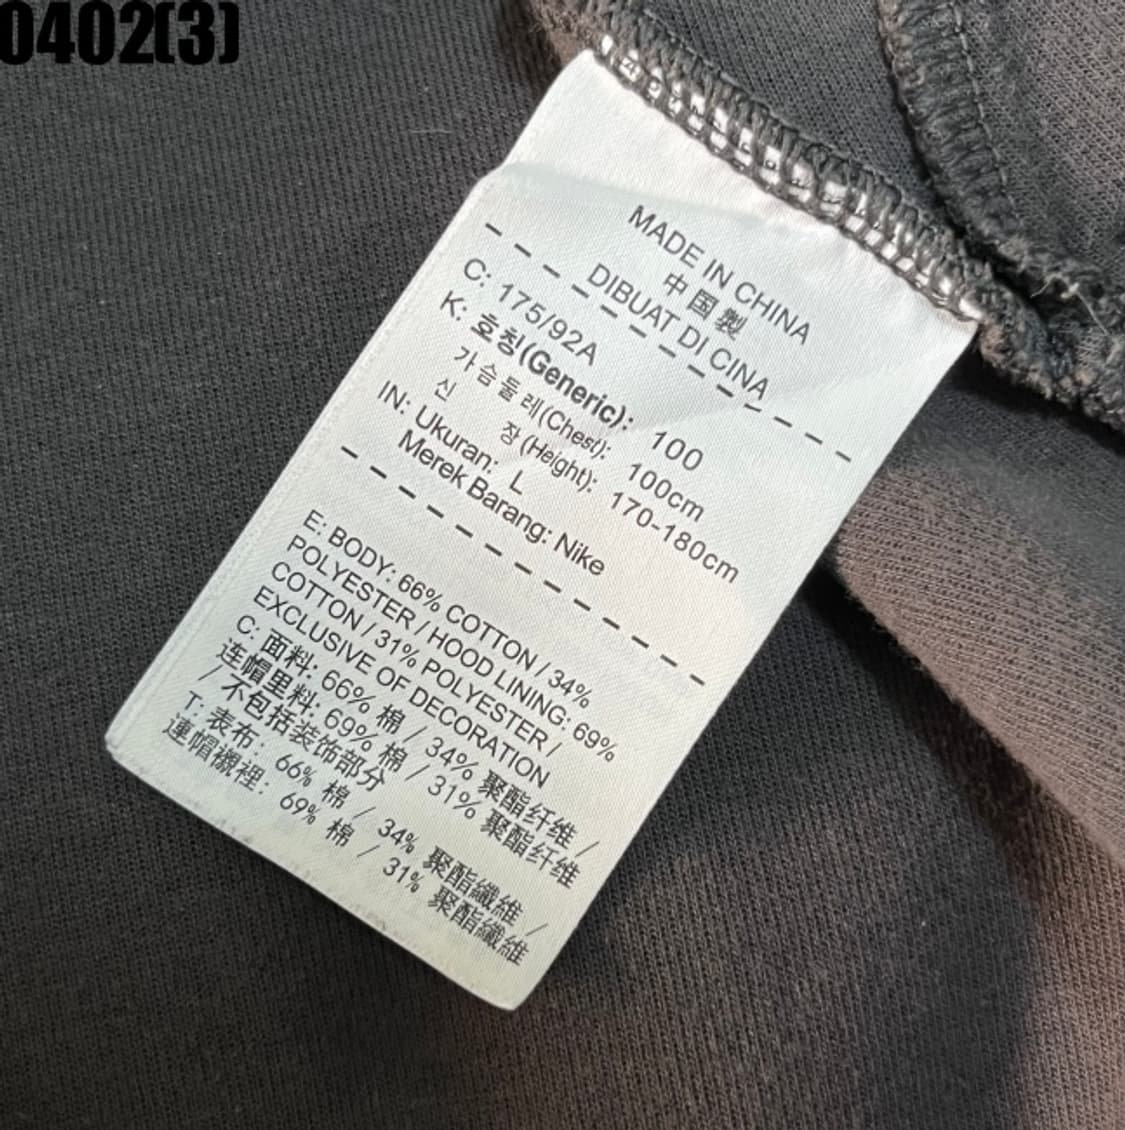 0402(3)
MADE IN CHINA
中国製
DIBUAT DI CINA
C: 175/92A
K: 호칭(Generic): 100
가슴둘레(Chest): 100cm
신 장(Height): 170-180cm
IN: Ukuran: L
Merek Barang: Nike
E: BODY: 66% COTTON / 34%
POLYESTER / HOOD LINING: 69%
COTTON / 31% POLYESTER /
EXCLUSIVE OF DECORATION
C: 面料: 66% 棉 / 34% 聚酯纤维 /
连帽里料: 69% 棉 / 31% 聚酯纤维
/ 不包括装饰部分
T: 表布: 66% 棉 / 34% 聚酯纖維 /
連帽襯裡: 69% 棉 / 31% 聚酯纖維